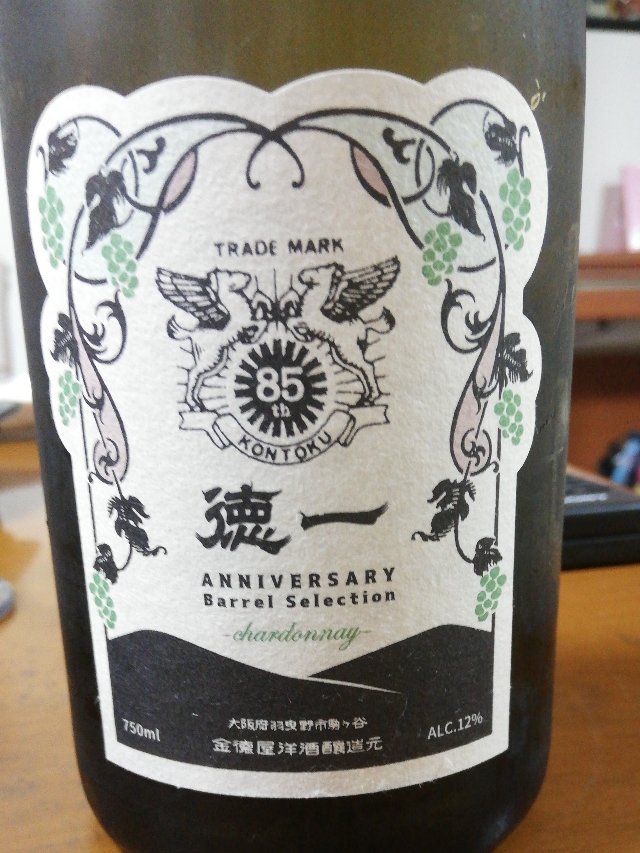 TRADE MARK
85
th
KONTOKU
徳一
ANNIVERSARY
Barrel Selection
-chardonnay-
大阪府羽曳野市駒ヶ谷
金徳屋洋酒醸造元
750ml
ALC.12%